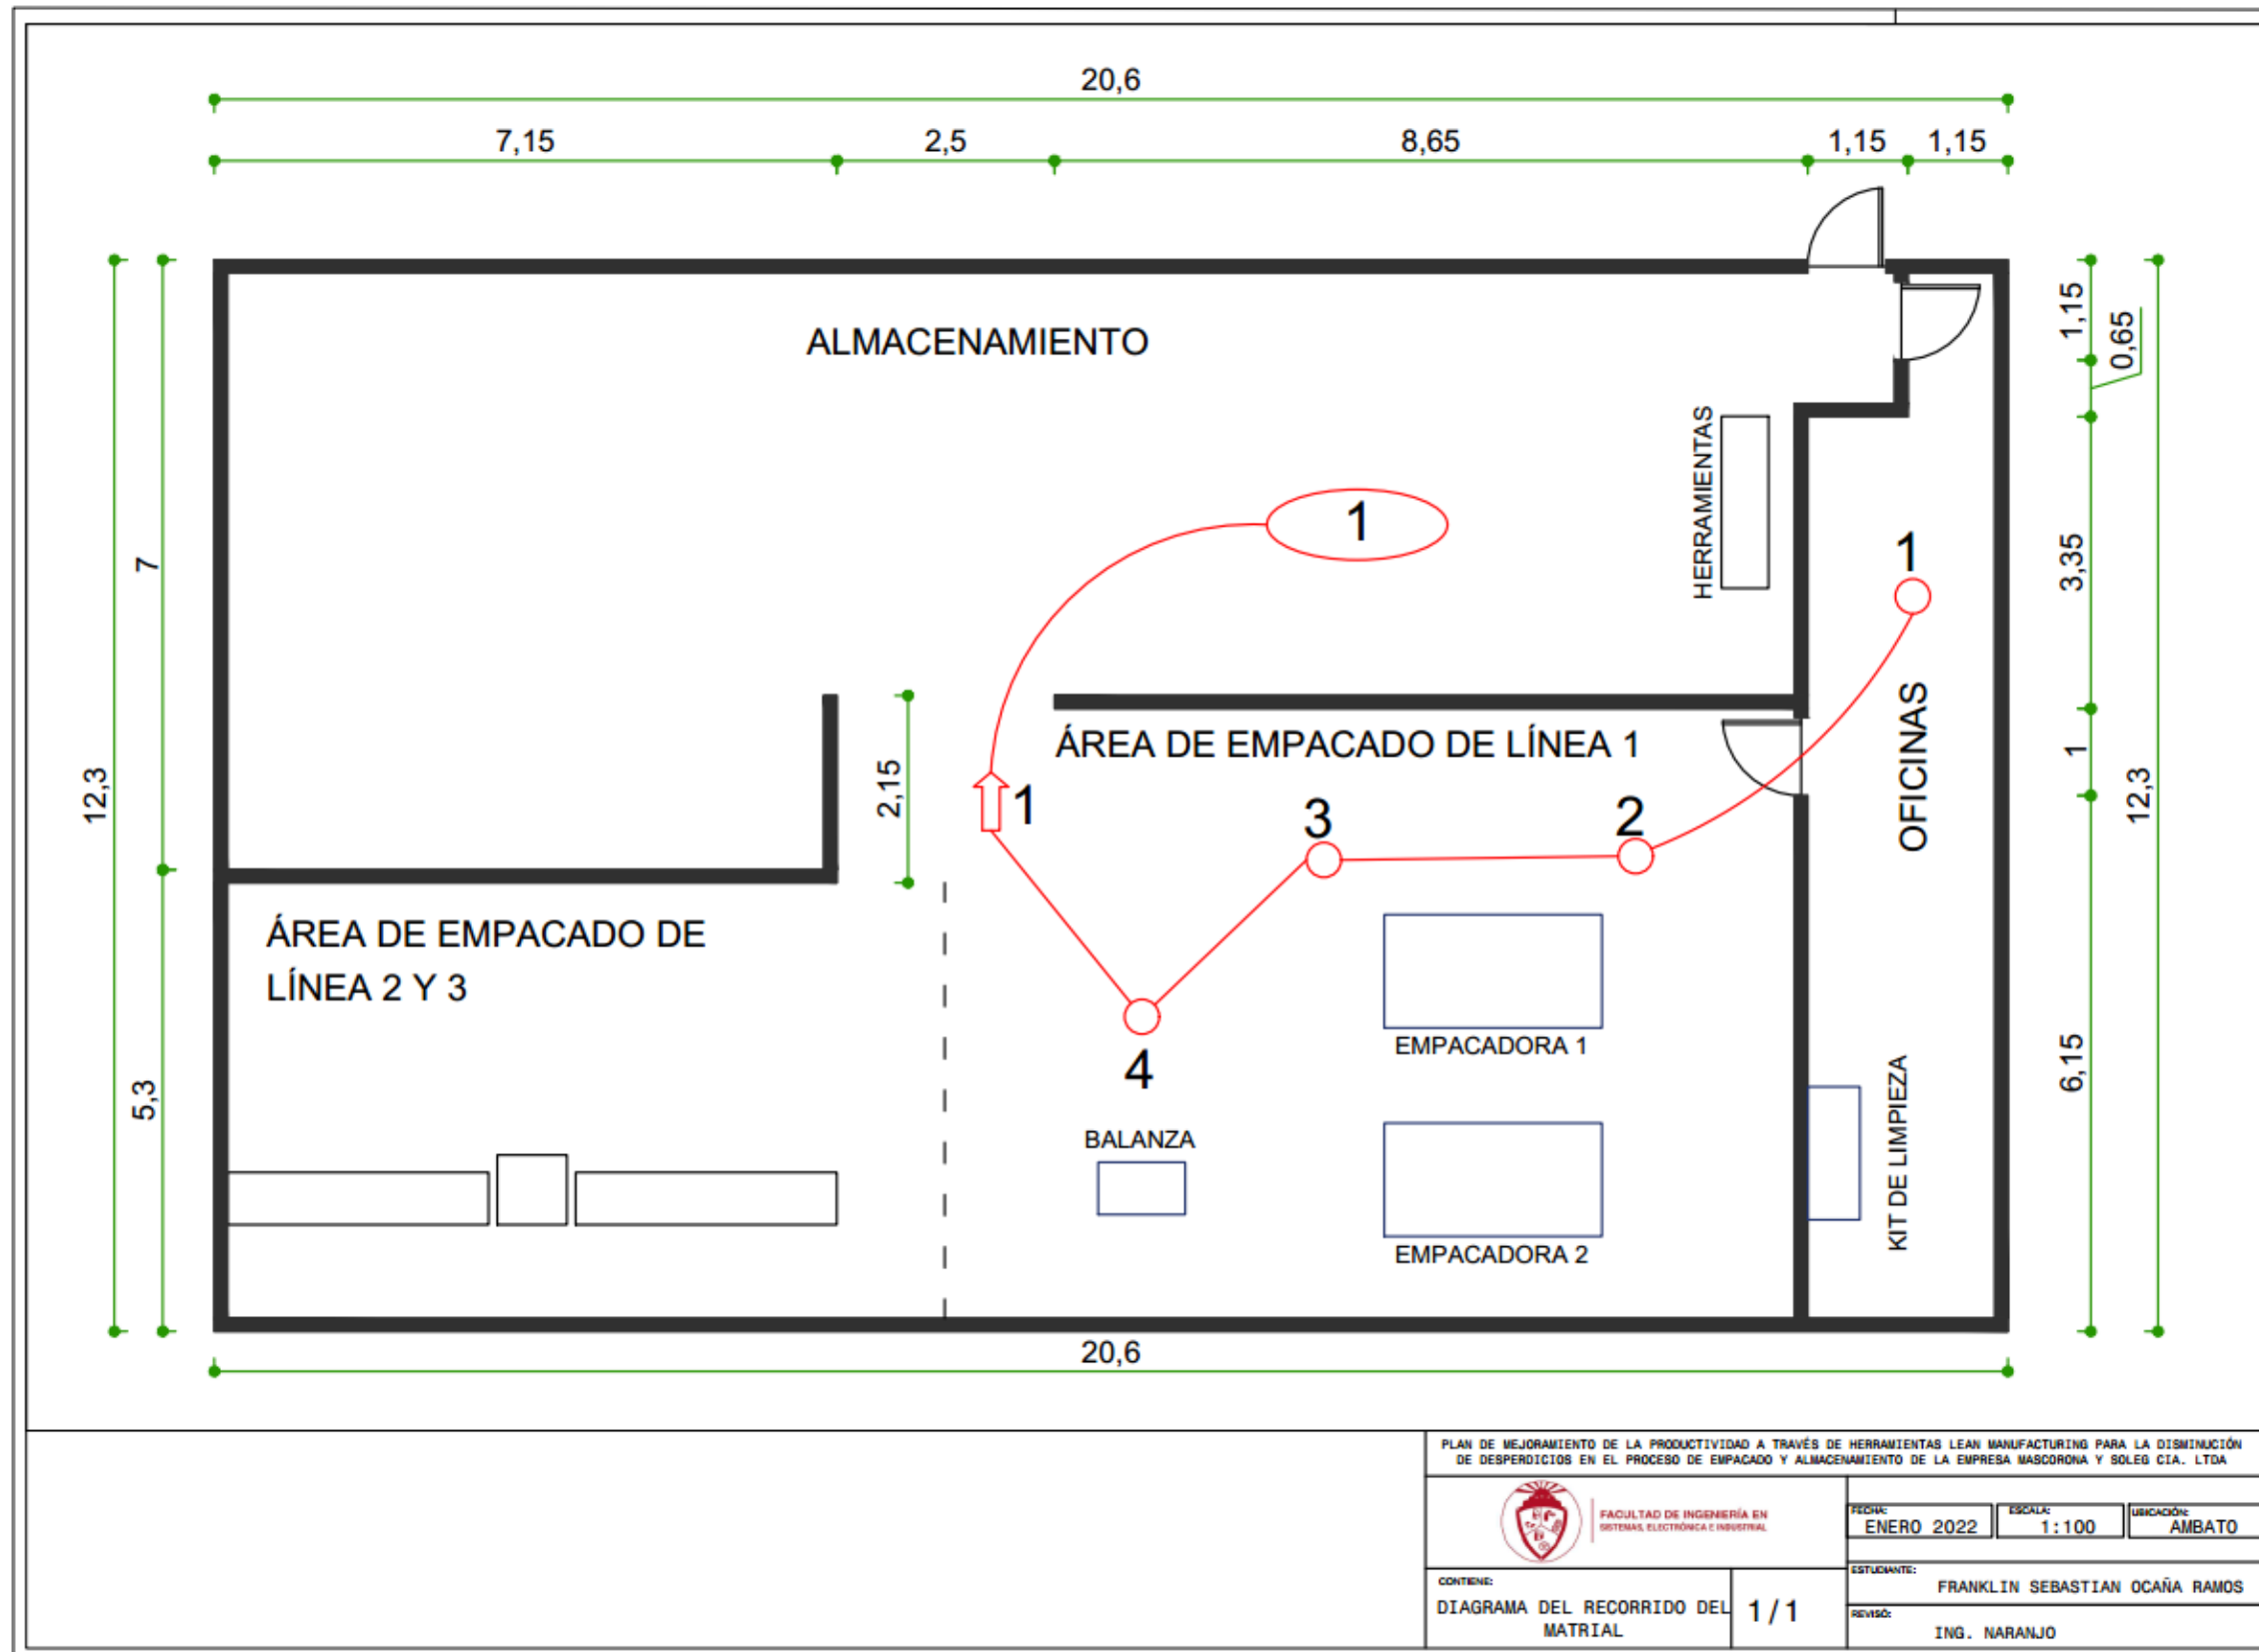 20,6
7,15
2,5
8,65
1,15
1,15
1,15
0,65
ALMACENAMIENTO
HERRAMIENTAS
1
1
3,35
7
OFICINAS
ÁREA DE EMPACADO DE LÍNEA 1
1
12,3
2,15
1
3
2
12,3
ÁREA DE EMPACADO DE
LÍNEA 2 Y 3
4
EMPACADORA 1
6,15
5,3
BALANZA
KIT DE LIMPIEZA
EMPACADORA 2
20,6
PLAN DE MEJORAMIENTO DE LA PRODUCTIVIDAD A TRAVÉS DE HERRAMIENTAS LEAN MANUFACTURING PARA LA DISMINUCIÓN
DE DESPERDICIOS EN EL PROCESO DE EMPACADO Y ALMACENAMIENTO DE LA EMPRESA MASCORONA Y SOLEG CIA. LTDA
FACULTAD DE INGENIERÍA EN
SISTEMAS, ELECTRÓNICA E INDUSTRIAL
FECHA:
ENERO 2022
ESCALA:
1:100
UBICACIÓN:
AMBATO
CONTIENE:
DIAGRAMA DEL RECORRIDO DEL
MATRIAL
1/1
ESTUDIANTE:
FRANKLIN SEBASTIAN OCAÑA RAMOS
REVISÓ:
ING. NARANJO